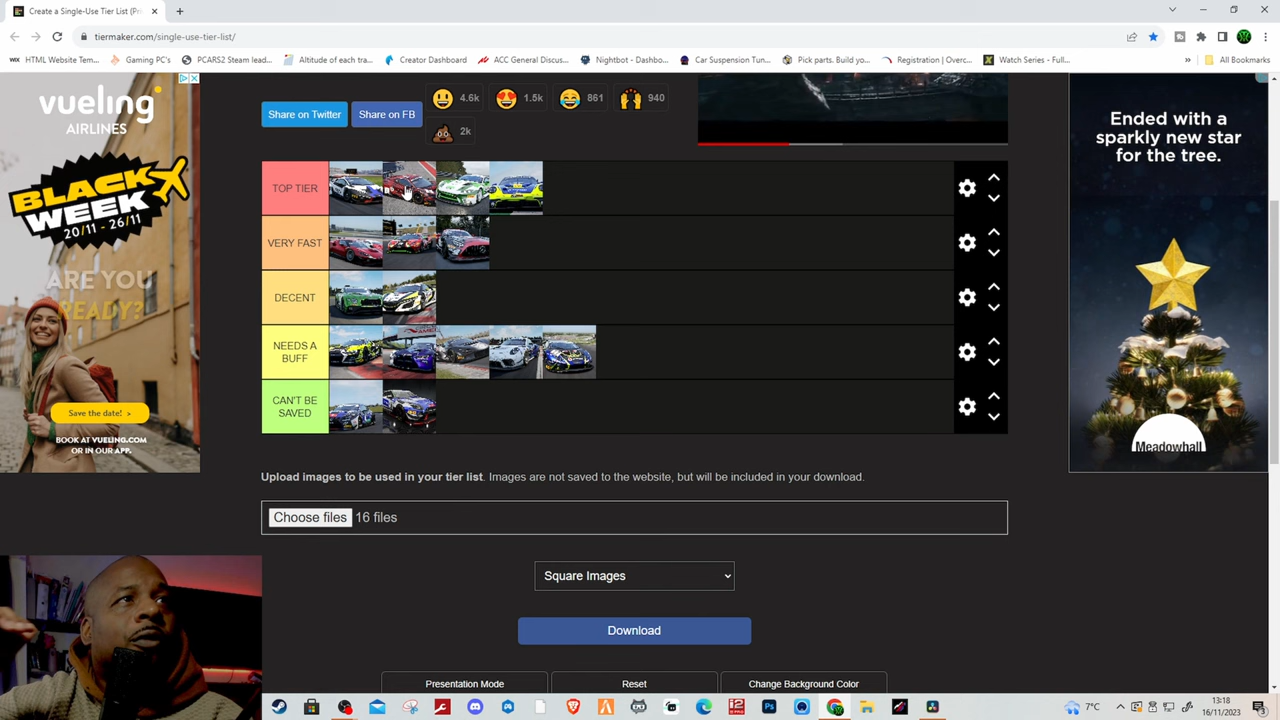 Create a Single-Use Tier List (Pri
tiermaker.com/single-use-tier-list/
HTML Website Tem...
Gaming PC's
PCARS2 Steam lead...
Altitude of each tra...
Creator Dashboard
ACC General Discus...
Nightbot - Dashbo...
Car Suspension Tun...
Pick parts. Build yo...
Registration | Overc...
Watch Series - Full...
All Bookmarks
vueling
AIRLINES
BLACK
WEEK
20/11 - 26/11
ARE YOU
READY?
Save the date! >
BOOK AT VUELING.COM
OR IN OUR APP.
Share on Twitter
Share on FB
4.6k
1.5k
861
940
2k
TOP TIER
VERY FAST
DECENT
NEEDS A
BUFF
CAN'T BE
SAVED
Upload images to be used in your tier list. Images are not saved to the website, but will be included in your download.
Choose files 16 files
Square Images
Download
Presentation Mode
Reset
Change Background Color
Ended with a
sparkly new star
for the tree.
Meadowhall
7°C
13:18
16/11/2023